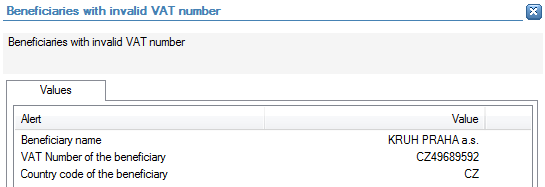 Beneficiaries with invalid VAT number
Beneficiaries with invalid VAT number
Values
Alert Value
Beneficiary name KRUH PRAHA a.s.
VAT Number of the beneficiary CZ49689592
Country code of the beneficiary CZ